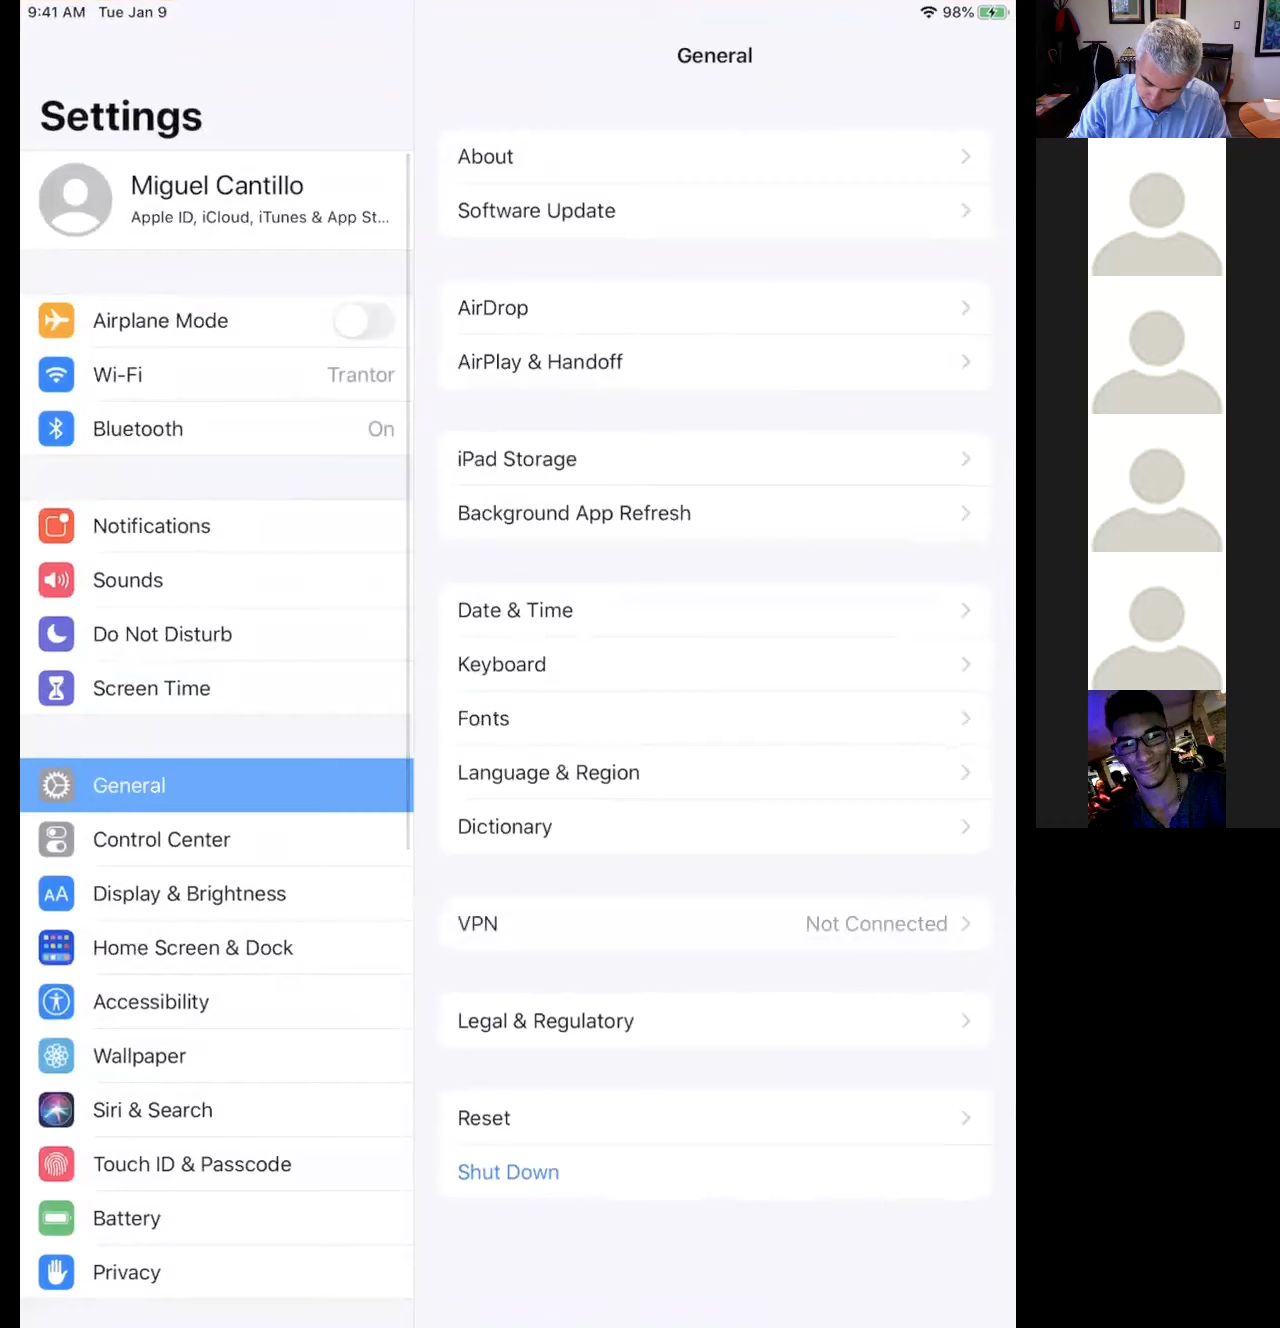 9:41 AM Tue Jan 9
98%
Settings
Miguel Cantillo
Apple ID, iCloud, iTunes & App St...
Airplane Mode
Wi-Fi Trantor
Bluetooth On
Notifications
Sounds
Do Not Disturb
Screen Time
General
Control Center
AA Display & Brightness
Home Screen & Dock
Accessibility
Wallpaper
Siri & Search
Touch ID & Passcode
Battery
Privacy
General
About
Software Update
AirDrop
AirPlay & Handoff
iPad Storage
Background App Refresh
Date & Time
Keyboard
Fonts
Language & Region
Dictionary
VPN Not Connected
Legal & Regulatory
Reset
Shut Down